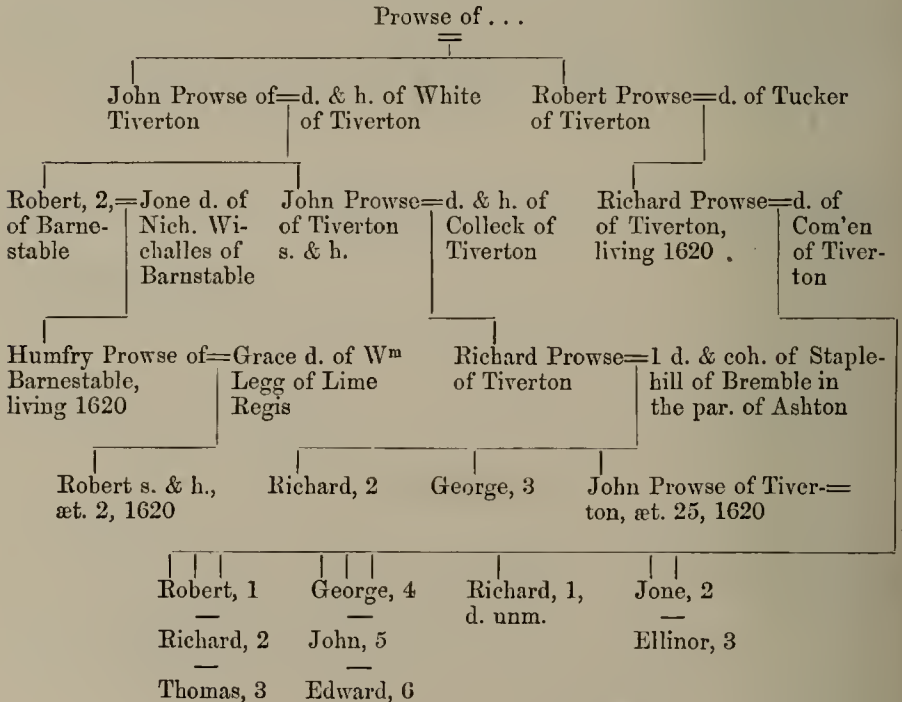 Prowse of . . .
John Prowse of=d. & h. of White
Tiverton of Tiverton
Robert Prowse=d. of Tucker
of Tiverton
Robert, 2,=Jone d. of
of Barne- Nich. Wi-
stable challes of
Barnstable
John Prowse=d. & h. of
of Tiverton Colleck of
s. & h. Tiverton
Richard Prowse=d. of
of Tiverton, Com'en
living 1620 . of Tiver-
ton
Humfry Prowse of=Grace d. of Wm
Barnestable, Legg of Lime
living 1620 Regis
Richard Prowse=1 d. & coh. of Staple-
of Tiverton hill of Bremble in
the par. of Ashton
Robert s. & h.,
æt. 2, 1620
Richard, 2
George, 3
John Prowse of Tiver-=
ton, æt. 25, 1620
Robert, 1
Richard, 2
Thomas, 3
George, 4
John, 5
Edward, 6
Richard, 1,
d. unm.
Jone, 2
Ellinor, 3